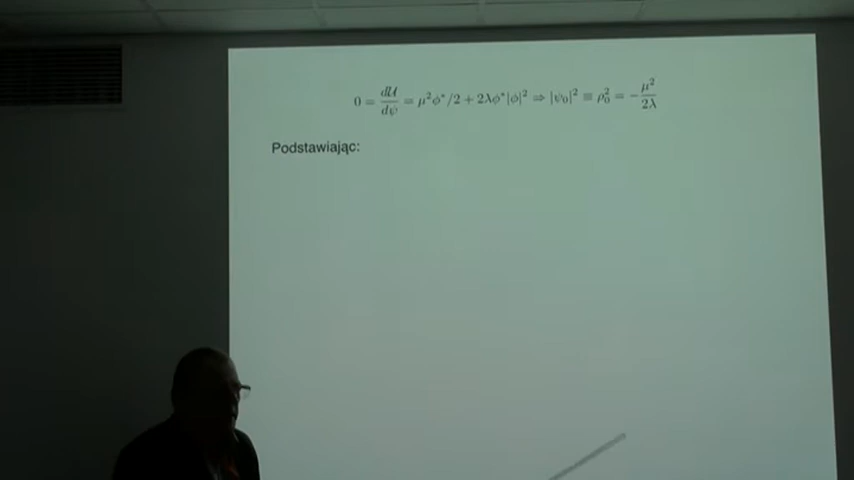 0 = d𝒰/dψ = μ²φ*/2 + 2λφ*|φ|² ⇒ |ψ₀|² ≡ ρ₀² = −μ²/2λ
Podstawiając: